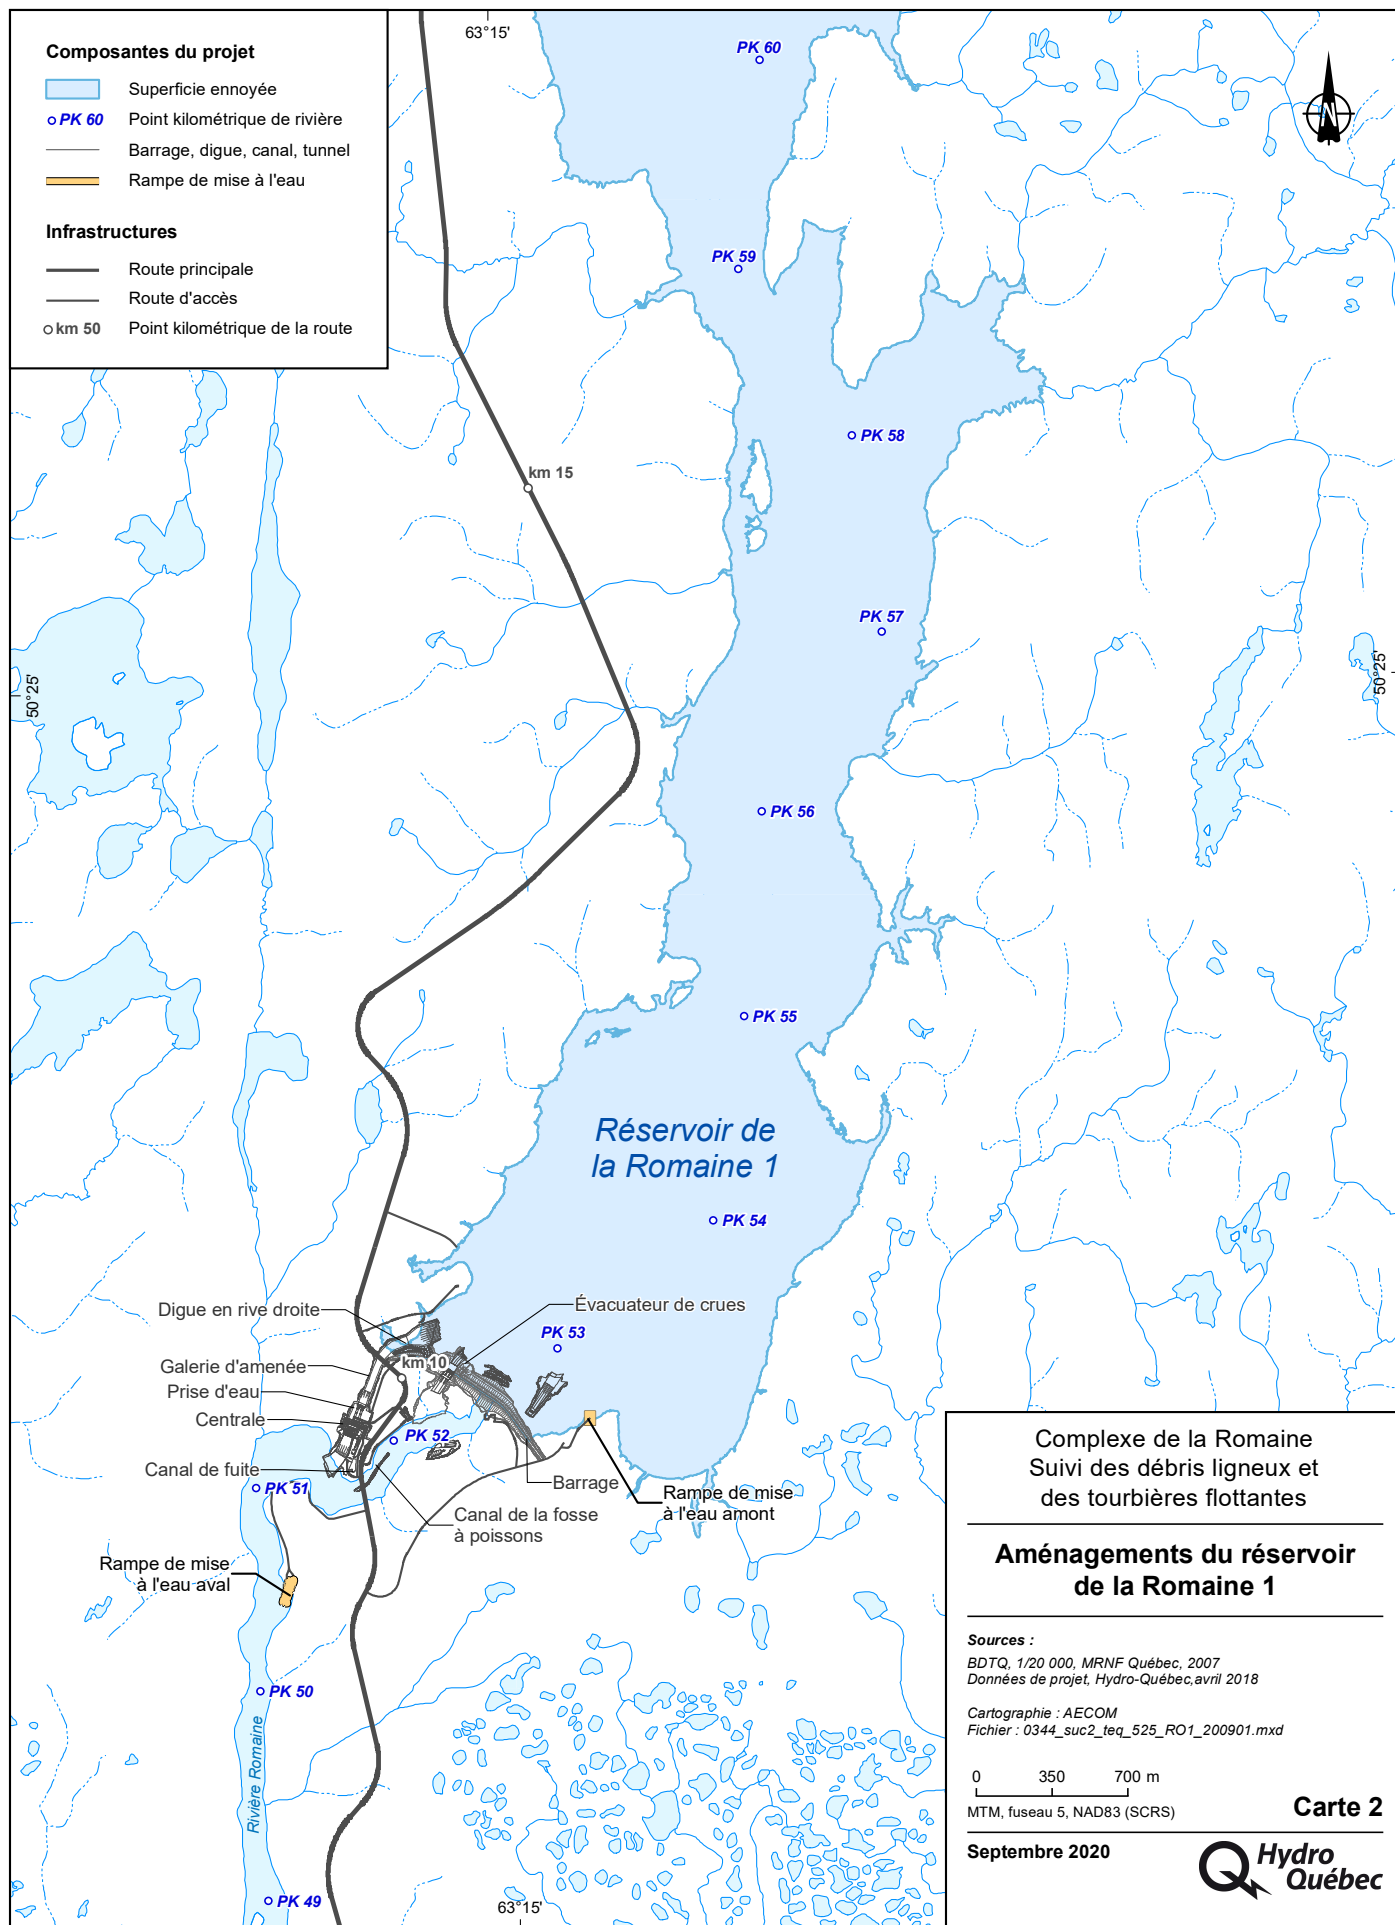 Composantes du projet
Superficie ennoyée
PK 60 Point kilométrique de rivière
Barrage, digue, canal, tunnel
Rampe de mise à l'eau
Infrastructures
Route principale
Route d'accès
km 50 Point kilométrique de la route
63°15'
PK 60
N
PK 59
PK 58
km 15
PK 57
50°25'
50°25'
PK 56
PK 55
Réservoir de
la Romaine 1
PK 54
Digue en rive droite
Évacuateur de crues
PK 53
Galerie d'amenée
km 10
Prise d'eau
Centrale
PK 52
Canal de fuite
PK 51
Barrage
Rampe de mise
à l'eau amont
Canal de la fosse
à poissons
Rampe de mise
à l'eau aval
PK 50
Rivière Romaine
PK 49
63°15'
Complexe de la Romaine
Suivi des débris ligneux et
des tourbières flottantes
Aménagements du réservoir
de la Romaine 1
Sources :
BDTQ, 1/20 000, MRNF Québec, 2007
Données de projet, Hydro-Québec,avril 2018
Cartographie : AECOM
Fichier : 0344_suc2_teq_525_RO1_200901.mxd
0 350 700 m
MTM, fuseau 5, NAD83 (SCRS)
Carte 2
Septembre 2020
Hydro
Québec